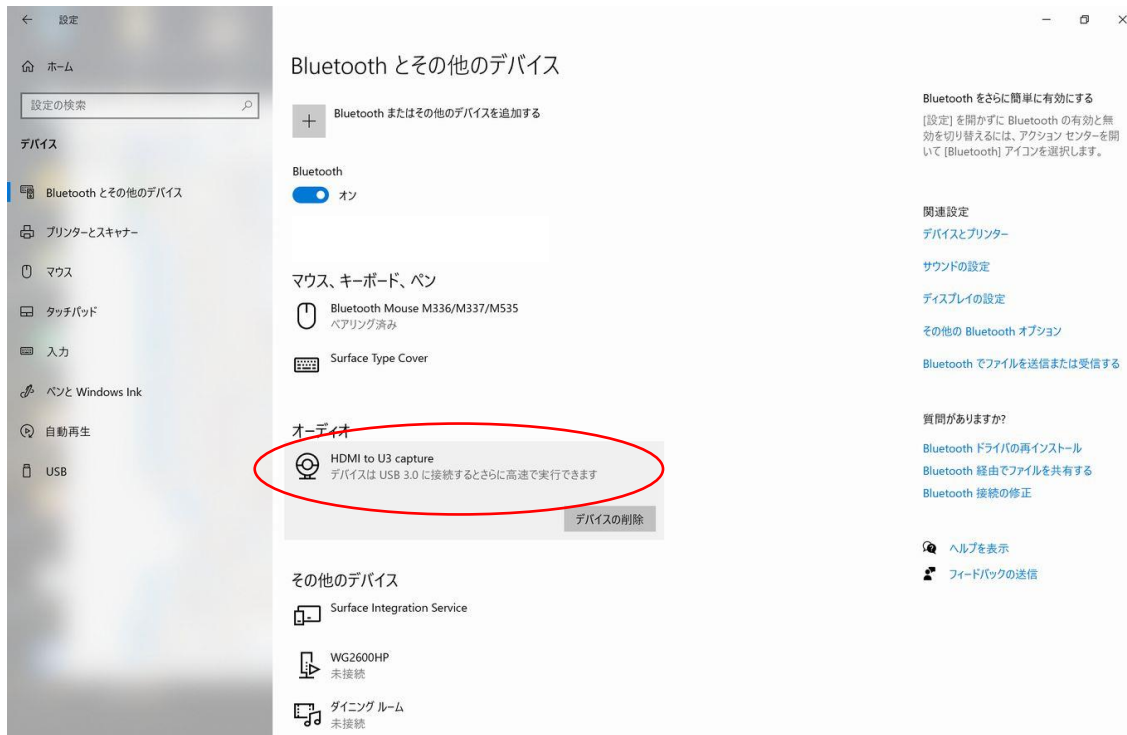 設定
ホーム
設定の検索
デバイス
Bluetooth とその他のデバイス
プリンターとスキャナー
マウス
タッチパッド
入力
ペンと Windows Ink
自動再生
USB
Bluetooth とその他のデバイス
Bluetooth またはその他のデバイスを追加する
Bluetooth
オン
マウス、キーボード、ペン
Bluetooth Mouse M336/M337/M535
ペアリング済み
Surface Type Cover
オーディオ
HDMI to U3 capture
デバイスは USB 3.0 に接続するとさらに高速で実行できます
デバイスの削除
その他のデバイス
Surface Integration Service
WG2600HP
未接続
ダイニング ルーム
未接続
Bluetooth をさらに簡単に有効にする
[設定] を開かずに Bluetooth の有効と無
効を切り替えるには、アクション センターを開
いて [Bluetooth] アイコンを選択します。
関連設定
デバイスとプリンター
サウンドの設定
ディスプレイの設定
その他の Bluetooth オプション
Bluetooth でファイルを送信または受信する
質問がありますか?
Bluetooth ドライバの再インストール
Bluetooth 経由でファイルを共有する
Bluetooth 接続の修正
ヘルプを表示
フィードバックの送信